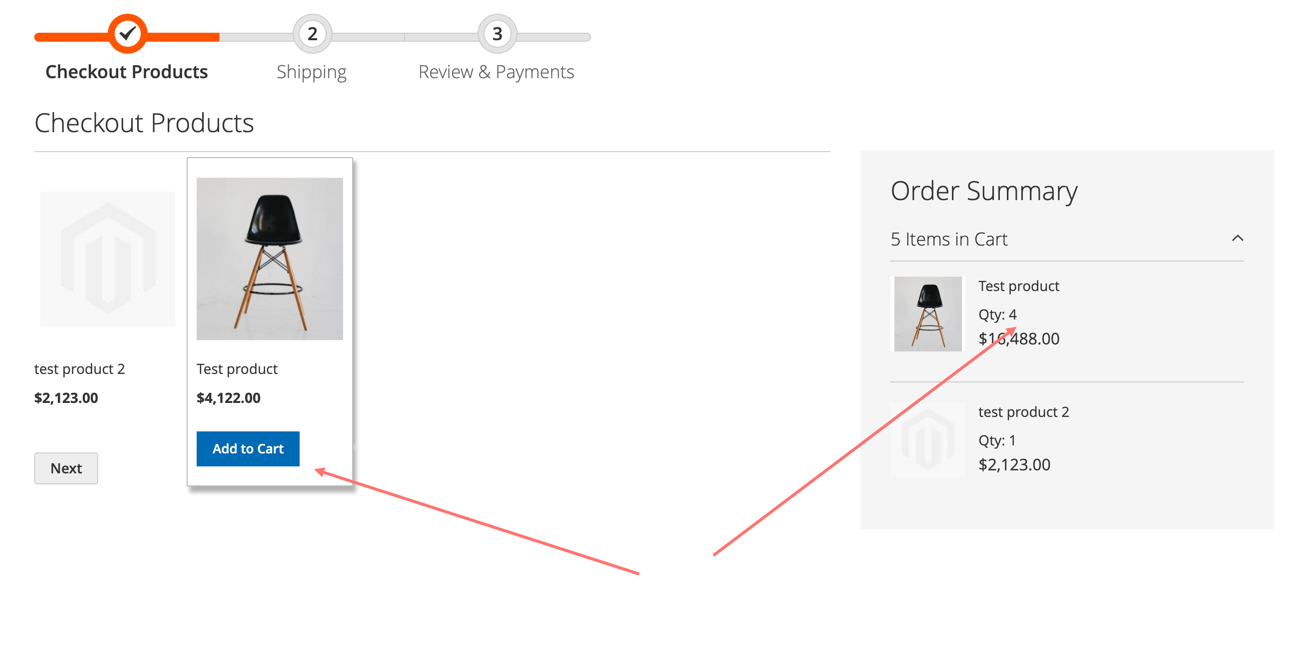 2
3
Checkout Products
Shipping
Review & Payments
Checkout Products
test product 2
$2,123.00
Next
Test product
$4,122.00
Add to Cart
Order Summary
5 Items in Cart
Test product
Qty: 4
$16,488.00
test product 2
Qty: 1
$2,123.00